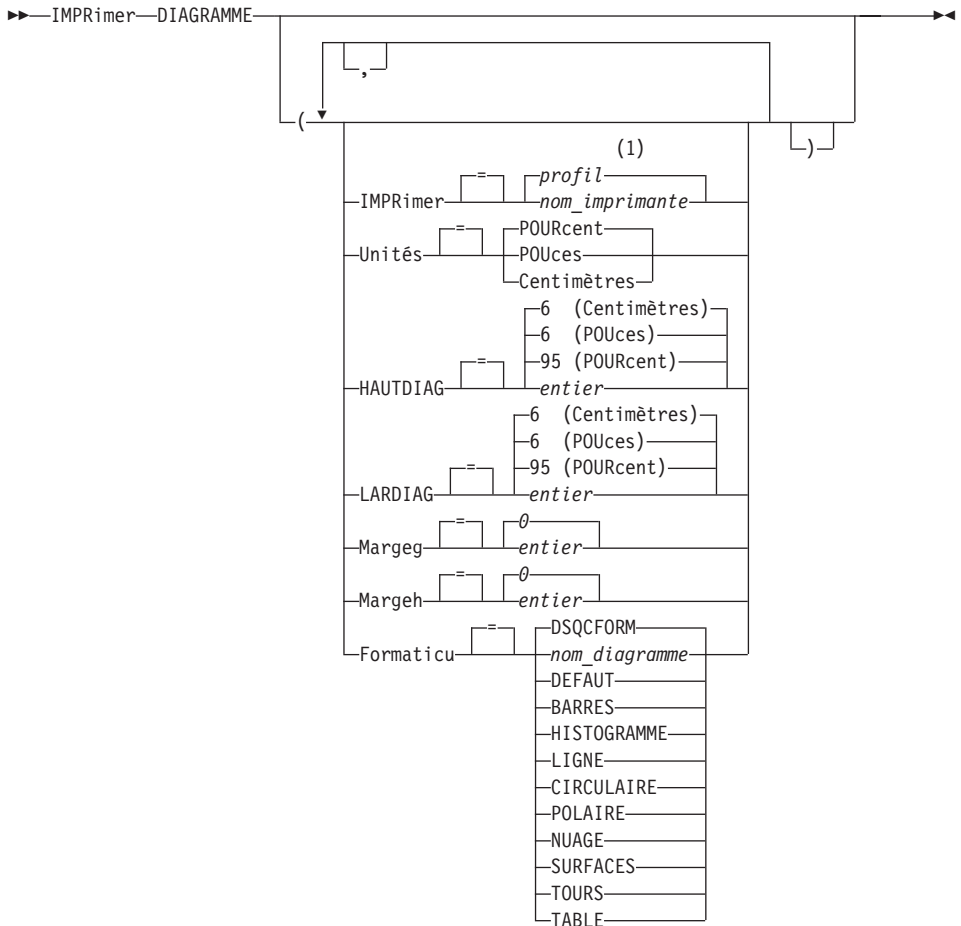 IMPRimer DIAGRAMME
,
(
)
(1)
= profil
IMPRimer nom_imprimante
= POURcent
Unités POUces
Centimètres
6 (Centimètres)
6 (POUces)
= 95 (POURcent)
HAUTDIAG entier
6 (Centimètres)
6 (POUces)
= 95 (POURcent)
LARDIAG entier
= 0
Margeg entier
= 0
Margeh entier
= DSQCFORM
Formaticu nom_diagramme
DEFAUT
BARRES
HISTOGRAMME
LIGNE
CIRCULAIRE
POLAIRE
NUAGE
SURFACES
TOURS
TABLE